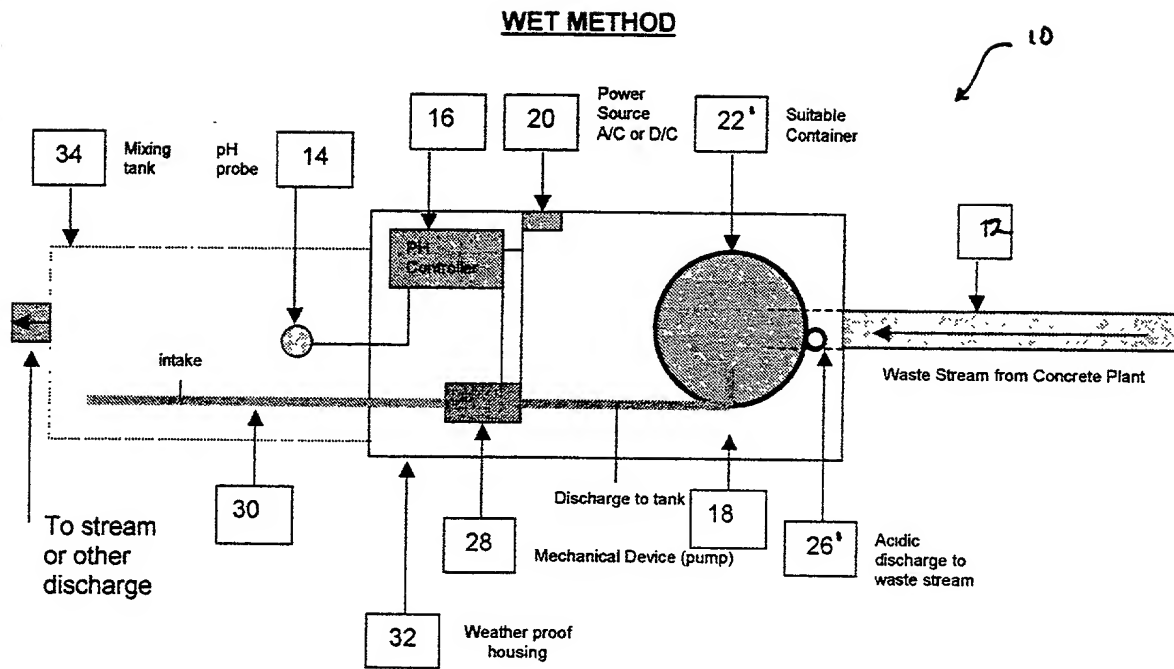 WET METHOD
10
34
Mixing
tank
pH
probe
14
16
20
Power
Source
A/C or D/C
22'
Suitable
Container
12
PH
Controller
intake
Waste Stream from Concrete Plant
30
Discharge to tank
18
To stream
or other
discharge
28
Mechanical Device (pump)
26'
Acidic
discharge to
waste stream
32
Weather proof
housing